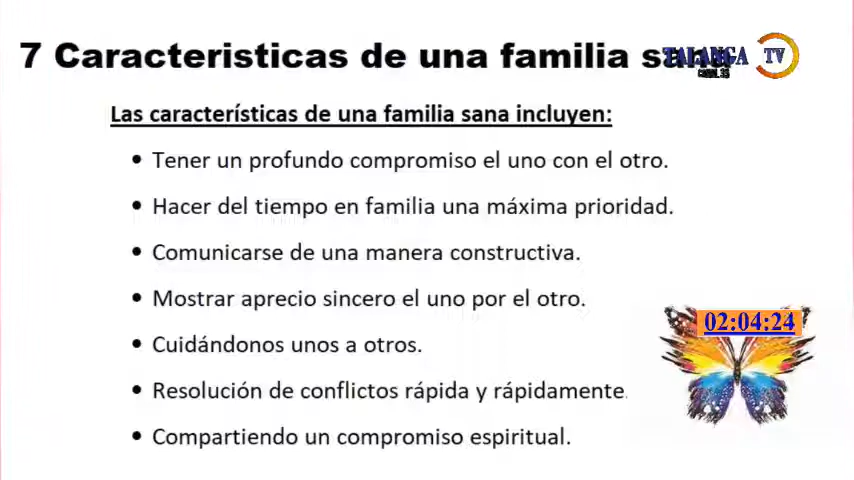 7 Caracteristicas de una familia sana
TALANGA TV
CANAL 33
Las características de una familia sana incluyen:
• Tener un profundo compromiso el uno con el otro.
• Hacer del tiempo en familia una máxima prioridad.
• Comunicarse de una manera constructiva.
• Mostrar aprecio sincero el uno por el otro.
02:04:24
• Cuidándonos unos a otros.
• Resolución de conflictos rápida y rápidamente.
• Compartiendo un compromiso espiritual.